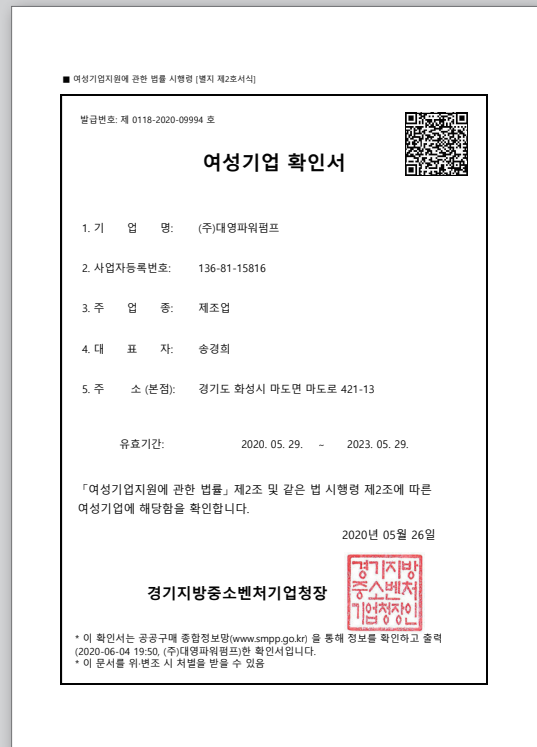 ■ 여성기업지원에 관한 법률 시행령 [별지 제2호서식]
발급번호: 제 0118-2020-09994 호
여성기업 확인서
1. 기 업 명: (주)대영파워펌프
2. 사업자등록번호: 136-81-15816
3. 주 업 종: 제조업
4. 대 표 자: 송경희
5. 주 소 (본점): 경기도 화성시 마도면 마도로 421-13
유효기간: 2020. 05. 29. ~ 2023. 05. 29.
「여성기업지원에 관한 법률」 제2조 및 같은 법 시행령 제2조에 따른
여성기업에 해당함을 확인합니다.
2020년 05월 26일
경기지방중소벤처기업청장
경기지방
중소벤처
기업청장인
* 이 확인서는 공공구매 종합정보망(www.smpp.go.kr) 을 통해 정보를 확인하고 출력
(2020-06-04 19:50, (주)대영파워펌프)한 확인서입니다.
* 이 문서를 위·변조 시 처벌을 받을 수 있음